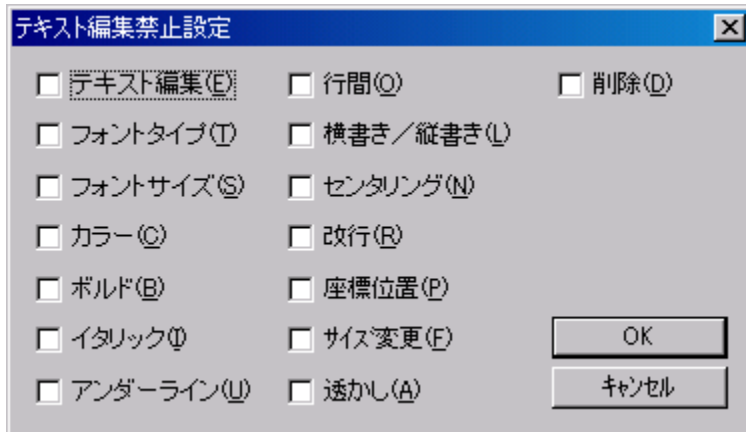 テキスト編集禁止設定
テキスト編集(E)
フォントタイプ(T)
フォントサイズ(S)
カラー(C)
ボルド(B)
イタリック(I)
アンダーライン(U)
行間(O)
横書き／縦書き(L)
センタリング(N)
改行(R)
座標位置(P)
ｻｲｽﾞ変更(F)
透かし(A)
削除(D)
OK
ｷｬﾝｾﾙ